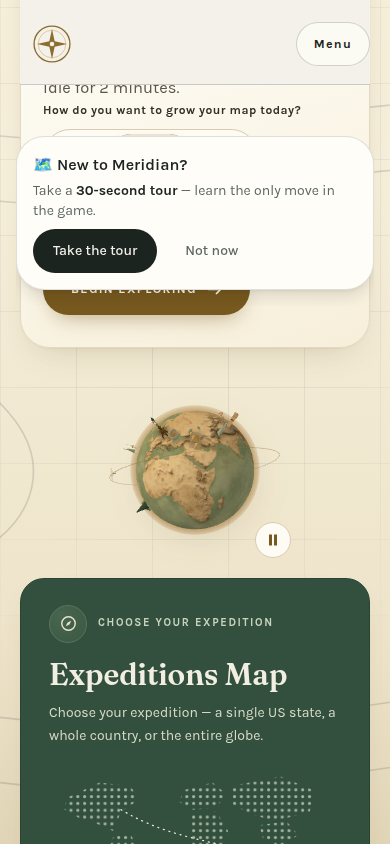 Menu
Idle for 2 minutes.
How do you want to grow your map today?
🗺️ New to Meridian?
Take a 30-second tour — learn the only move in
the game.
Take the tour
Not now
BEGIN EXPLORING
CHOOSE YOUR EXPEDITION
Expeditions Map
Choose your expedition — a single US state, a
whole country, or the entire globe.